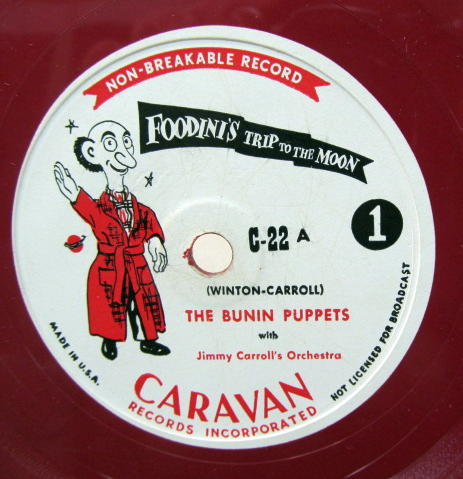 NON-BREAKABLE RECORD
FOODINI'S TRIP TO THE MOON
C-22 A
1
(WINTON-CARROLL)
THE BUNIN PUPPETS
with
Jimmy Carroll's Orchestra
MADE IN U.S.A.
NOT LICENSED FOR BROADCAST
CARAVAN
RECORDS INCORPORATED